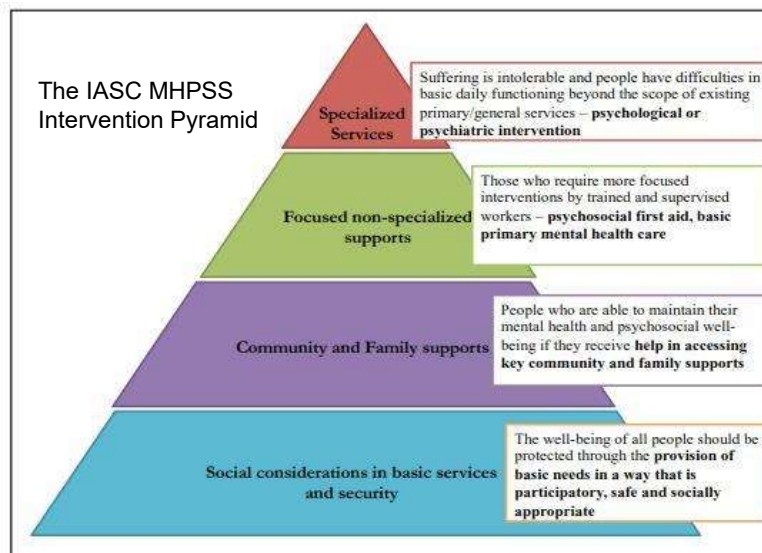 The IASC MHPSS
Intervention Pyramid
Specialized
Services
Suffering is intolerable and people have difficulties in
basic daily functioning beyond the scope of existing
primary/general services – psychological or
psychiatric intervention
Focused non-specialized
supports
Those who require more focused
interventions by trained and supervised
workers – psychosocial first aid, basic
primary mental health care
Community and Family supports
People who are able to maintain their
mental health and psychosocial well-
being if they receive help in accessing
key community and family supports
Social considerations in basic services
and security
The well-being of all people should be
protected through the provision of
basic needs in a way that is
participatory, safe and socially
appropriate